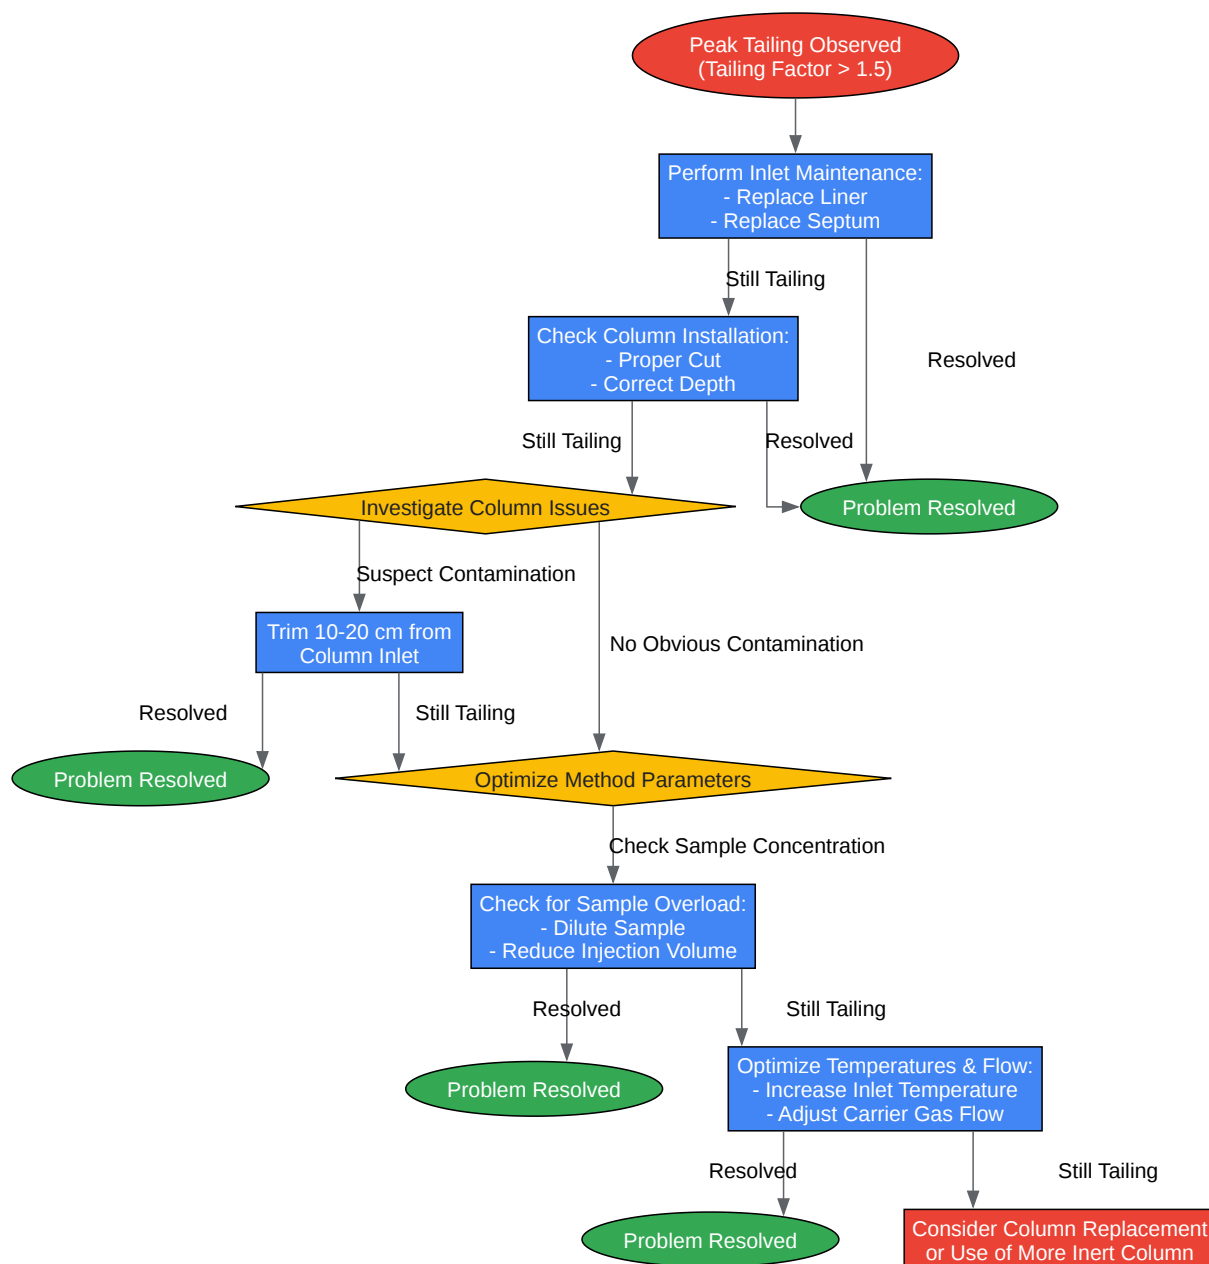 Peak Tailing Observed
(Tailing Factor > 1.5)
Perform Inlet Maintenance:
- Replace Liner
- Replace Septum
Still Tailing
Resolved
Check Column Installation:
- Proper Cut
- Correct Depth
Still Tailing
Resolved
Investigate Column Issues
Problem Resolved
Suspect Contamination
No Obvious Contamination
Trim 10-20 cm from
Column Inlet
Resolved
Still Tailing
Problem Resolved
Optimize Method Parameters
Check Sample Concentration
Check for Sample Overload:
- Dilute Sample
- Reduce Injection Volume
Resolved
Still Tailing
Problem Resolved
Optimize Temperatures & Flow:
- Increase Inlet Temperature
- Adjust Carrier Gas Flow
Resolved
Still Tailing
Problem Resolved
Consider Column Replacement
or Use of More Inert Column